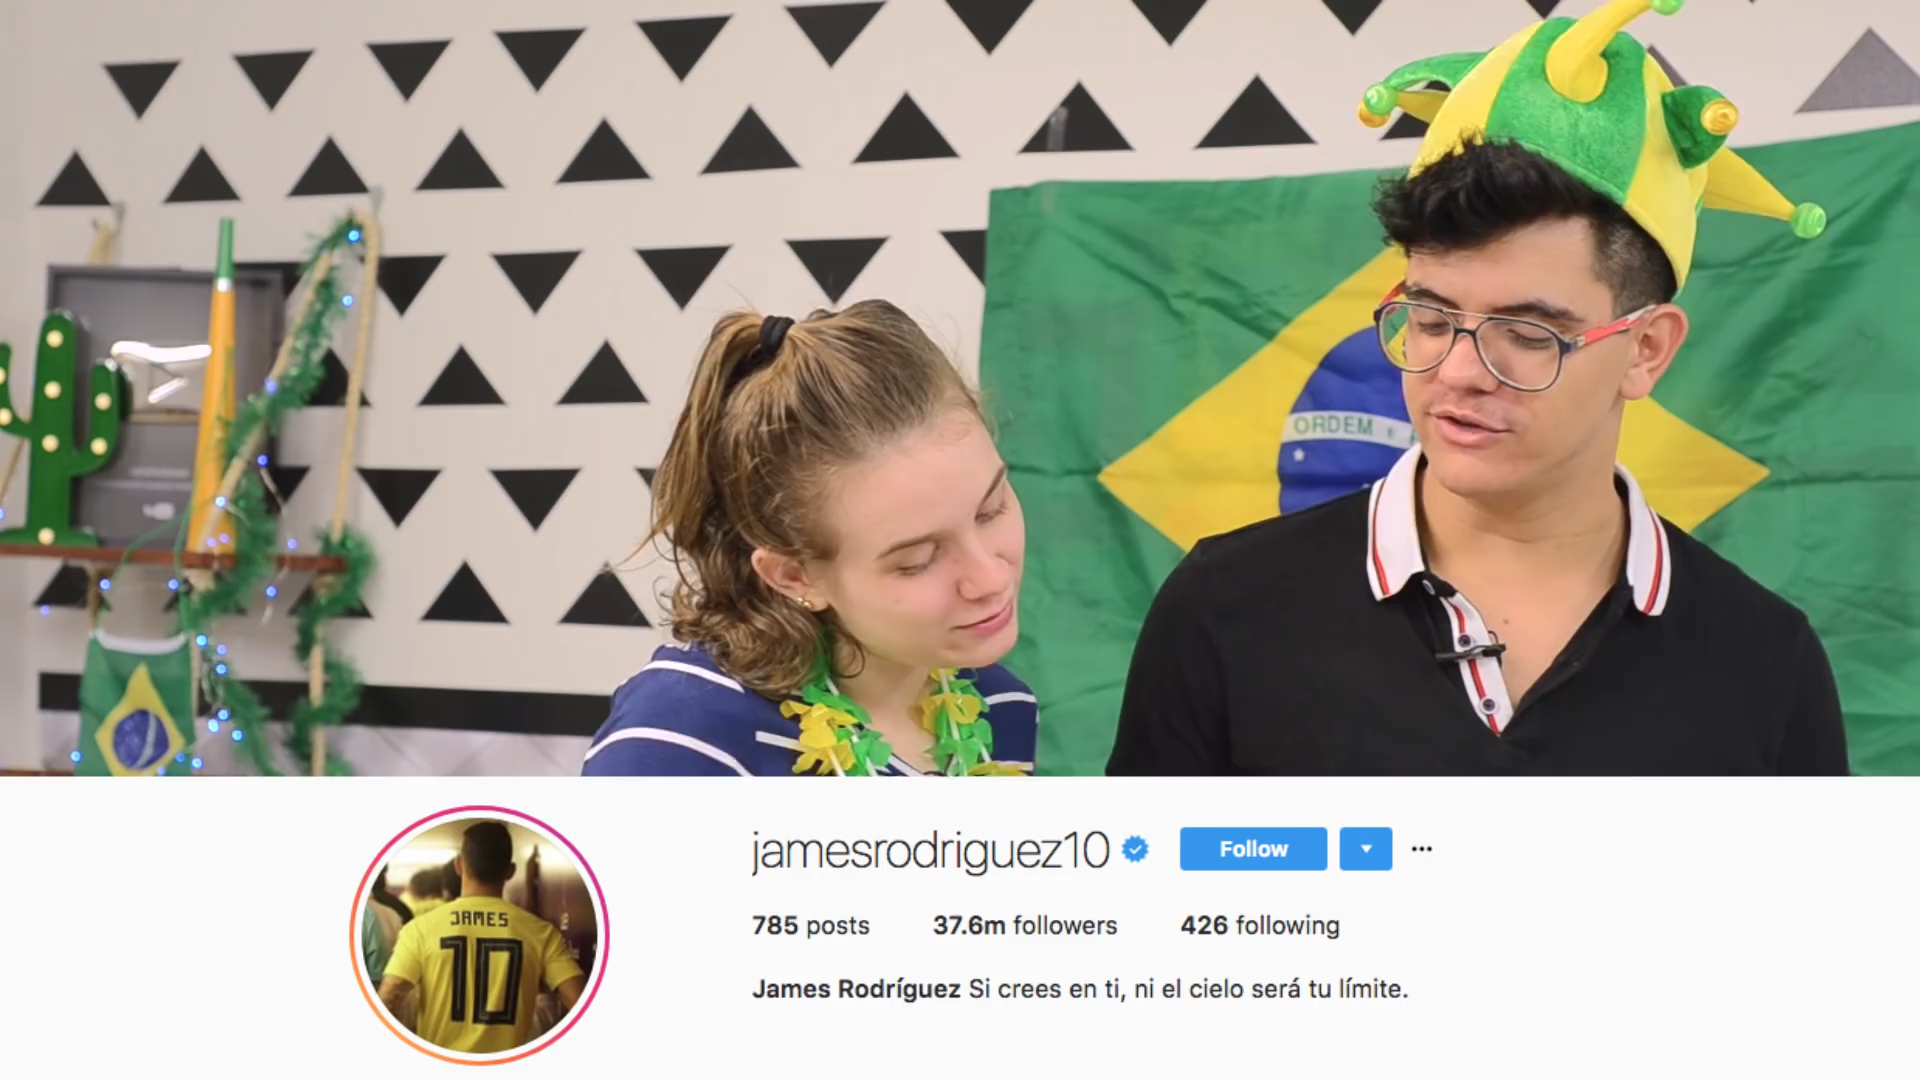 ORDEM E
jamesrodriguez10
Follow
785 posts 37.6m followers 426 following
James Rodríguez Si crees en ti, ni el cielo será tu límite.
JAMES
10